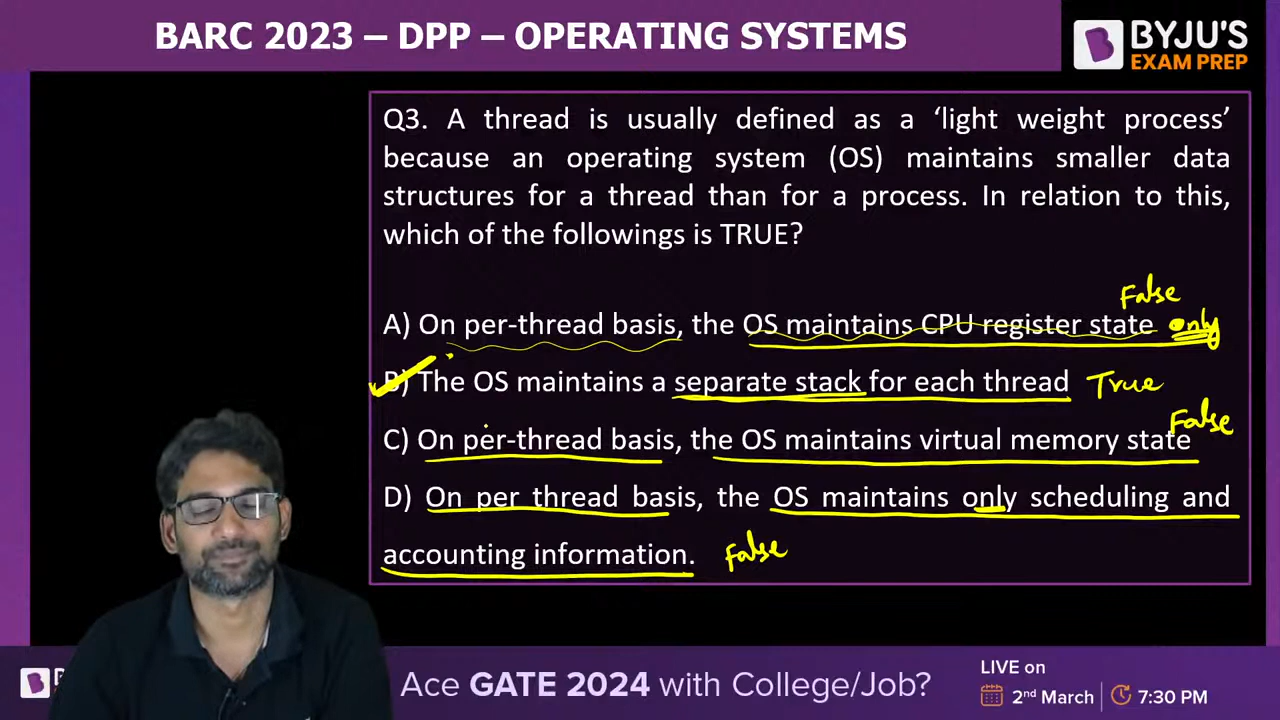 BARC 2023 – DPP – OPERATING SYSTEMS
BYJU'S
EXAM PREP
Q3. A thread is usually defined as a ‘light weight process’
because an operating system (OS) maintains smaller data
structures for a thread than for a process. In relation to this,
which of the followings is TRUE?
False
A) On per-thread basis, the OS maintains CPU register state only
B) The OS maintains a separate stack for each thread True
False
C) On per-thread basis, the OS maintains virtual memory state
D) On per thread basis, the OS maintains only scheduling and
accounting information. False
Ace GATE 2024 with College/Job?
LIVE on
2nd March | 7:30 PM